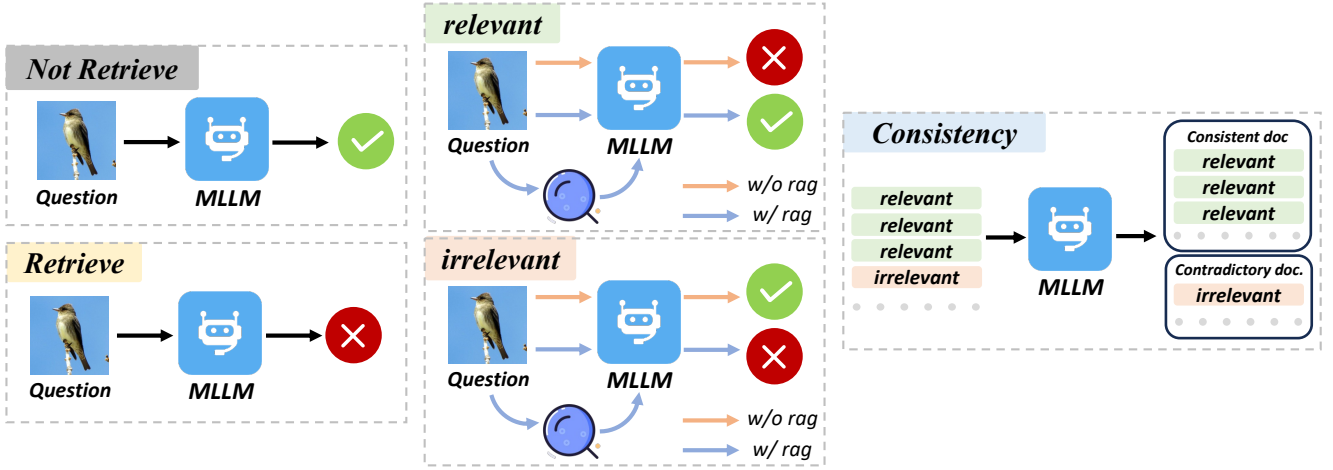 Not Retrieve
Question
MLLM
Retrieve
Question
MLLM
relevant
Question
MLLM
w/o rag
w/ rag
irrelevant
Question
MLLM
w/o rag
w/ rag
Consistency
relevant
relevant
relevant
irrelevant
MLLM
Consistent doc
relevant
relevant
relevant
Contradictory doc.
irrelevant